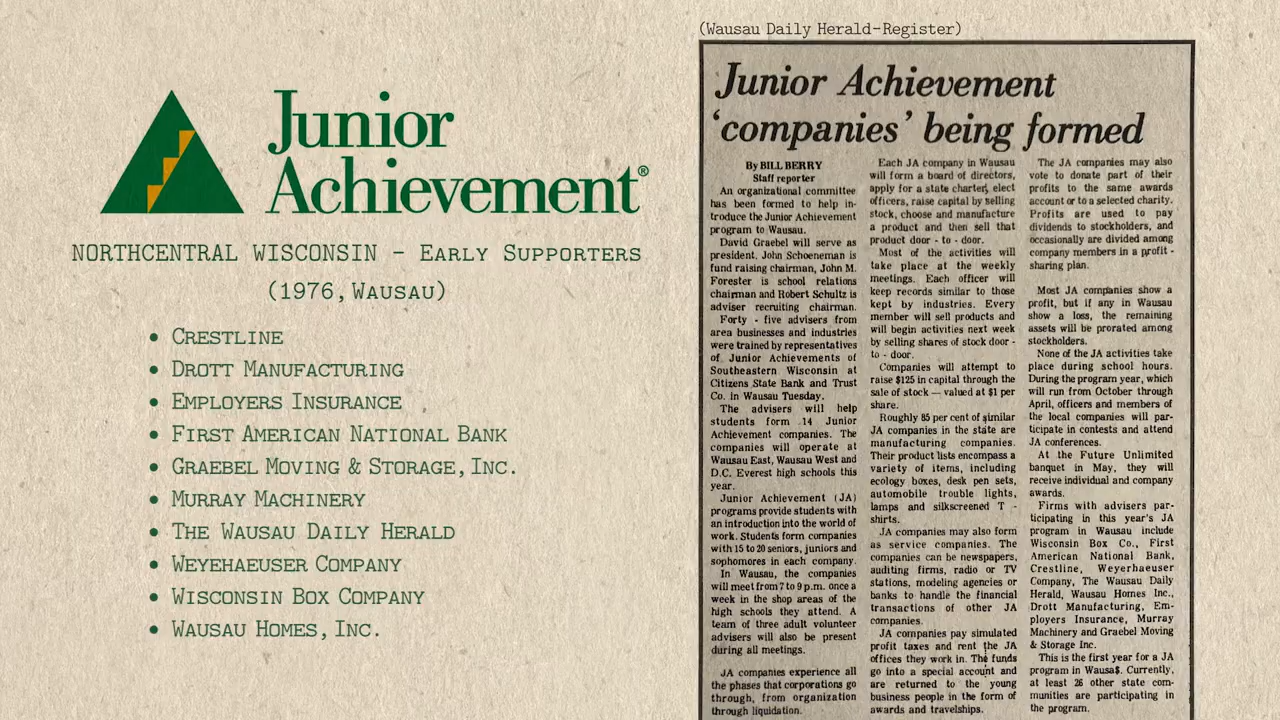 (Wausau Daily Herald-Register)
Junior
Achievement®
NORTHCENTRAL WISCONSIN - EARLY SUPPORTERS
(1976, WAUSAU)
• CRESTLINE
• DROTT MANUFACTURING
• EMPLOYERS INSURANCE
• FIRST AMERICAN NATIONAL BANK
• GRAEBEL MOVING & STORAGE, INC.
• MURRAY MACHINERY
• THE WAUSAU DAILY HERALD
• WEYEHAEUSER COMPANY
• WISCONSIN BOX COMPANY
• WAUSAU HOMES, INC.
Junior Achievement
‘companies’ being formed
By BILL BERRY
Staff reporter
An organizational committee
has been formed to help in-
troduce the Junior Achievement
program to Wausau.
David Graebel will serve as
president, John Schoeneman is
fund raising chairman, John M.
Forester is school relations
chairman and Robert Schultz is
adviser recruiting chairman.
Forty - five advisers from
area businesses and industries
were trained by representatives
of Junior Achievements of
Southeastern Wisconsin at
Citizens State Bank and Trust
Co. in Wausau Tuesday.
The advisers will help
students form 14 Junior
Achievement companies. The
companies will operate at
Wausau East, Wausau West and
D.C. Everest high schools this
year.
Junior Achievement (JA)
programs provide students with
an introduction into the world of
work. Students form companies
with 15 to 20 seniors, juniors and
sophomores in each company.
In Wausau, the companies
will meet from 7 to 9 p.m. once a
week in the shop areas of the
high schools they attend. A
team of three adult volunteer
advisers will also be present
during all meetings.
JA companies experience all
the phases that corporations go
through, from organization
through liquidation.
Each JA company in Wausau
will form a board of directors,
apply for a state charter, elect
officers, raise capital by selling
stock, choose and manufacture
a product and then sell that
product door - to - door.
Most of the activities will
take place at the weekly
meetings. Each officer will
keep records similar to those
kept by industries. Every
member will sell products and
will begin activities next week
by selling shares of stock door -
to - door.
Companies will attempt to
raise $125 in capital through the
sale of stock — valued at $1 per
share.
Roughly 85 per cent of similar
JA companies in the state are
manufacturing companies.
Their product lists encompass a
variety of items, including
ecology boxes, desk pen sets,
automobile trouble lights,
lamps and silkscreened T -
shirts.
JA companies may also form
as service companies. The
companies can be newspapers,
auditing firms, radio or TV
stations, modeling agencies or
banks to handle the financial
transactions of other JA
companies.
JA companies pay simulated
profit taxes and rent the JA
offices they work in. The funds
go into a special account and
are returned to the young
business people in the form of
awards and travelships.
The JA companies may also
vote to donate part of their
profits to the same awards
account or to a selected charity.
Profits are used to pay
dividends to stockholders, and
occasionally are divided among
company members in a profit -
sharing plan.
Most JA companies show a
profit, but if any in Wausau
show a loss, the remaining
assets will be prorated among
stockholders.
None of the JA activities take
place during school hours.
During the program year, which
will run from October through
April, officers and members of
the local companies will par-
ticipate in contests and attend
JA conferences.
At the Future Unlimited
banquet in May, they will
receive individual and company
awards.
Firms with advisers par-
ticipating in this year's JA
program in Wausau include
Wisconsin Box Co., First
American National Bank,
Crestline, Weyerhaeuser
Company, The Wausau Daily
Herald, Wausau Homes Inc.,
Drott Manufacturing, Em-
ployers Insurance, Murray
Machinery and Graebel Moving
& Storage Inc.
This is the first year for a JA
program in Wausa$. Currently,
at least 26 other state com-
munities are participating in
the program.